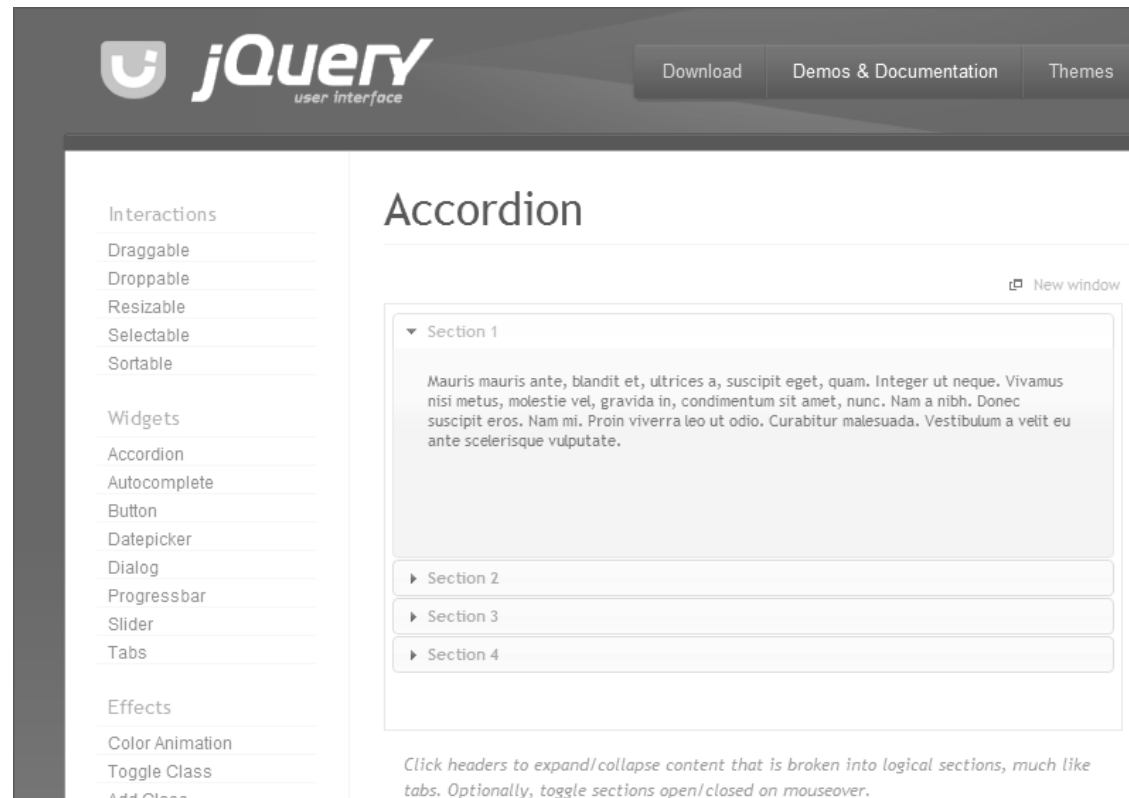 jQuery
user interface
Download Demos & Documentation Themes
Interactions
Draggable
Droppable
Resizable
Selectable
Sortable
Widgets
Accordion
Autocomplete
Button
Datepicker
Dialog
Progressbar
Slider
Tabs
Effects
Color Animation
Toggle Class
Add Class
Accordion
New window
Section 1
Mauris mauris ante, blandit et, ultrices a, suscipit eget, quam. Integer ut neque. Vivamus
nisi metus, molestie vel, gravida in, condimentum sit amet, nunc. Nam a nibh. Donec
suscipit eros. Nam mi. Proin viverra leo ut odio. Curabitur malesuada. Vestibulum a velit eu
ante scelerisque vulputate.
Section 2
Section 3
Section 4
Click headers to expand/collapse content that is broken into logical sections, much like
tabs. Optionally, toggle sections open/closed on mouseover.